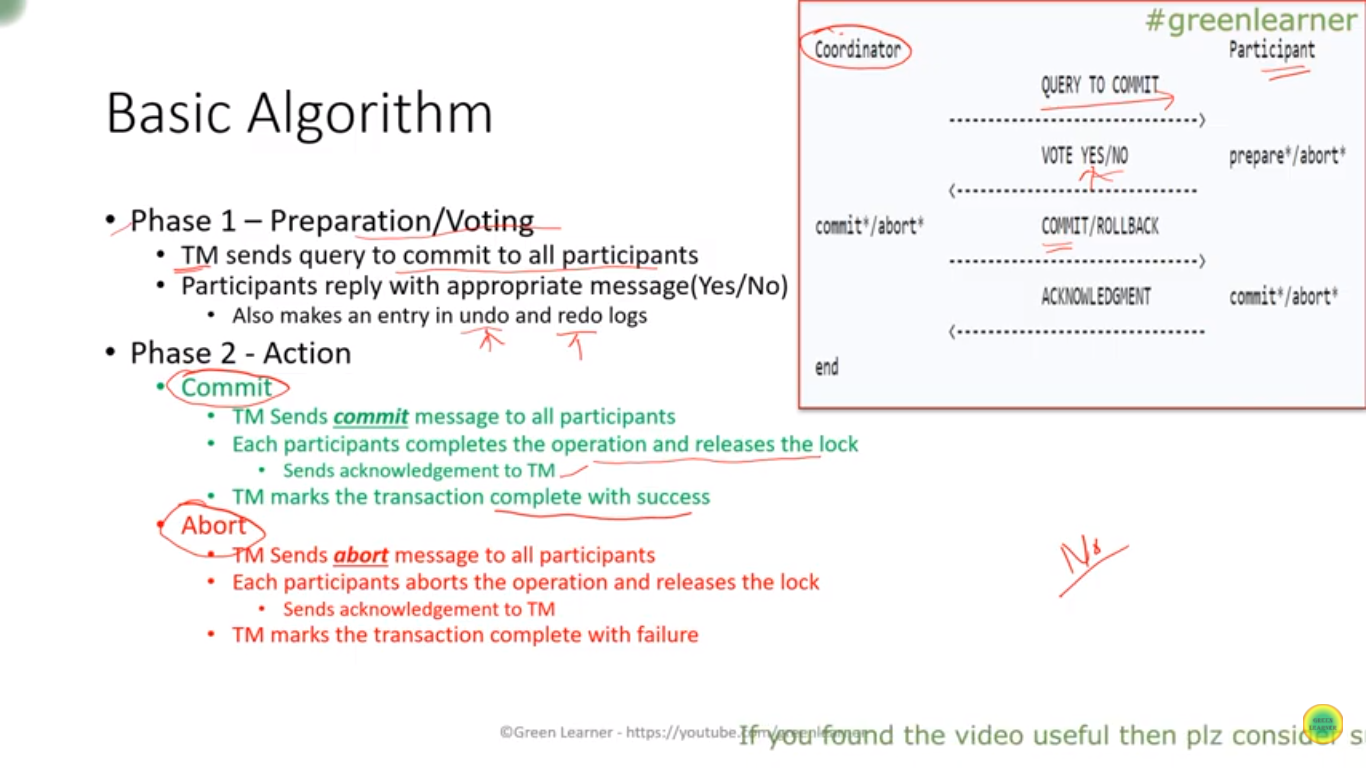 #greenlearner
Basic Algorithm
• Phase 1 – Preparation/Voting
• TM sends query to commit to all participants
• Participants reply with appropriate message(Yes/No)
• Also makes an entry in undo and redo logs
• Phase 2 - Action
• Commit
• TM Sends commit message to all participants
• Each participants completes the operation and releases the lock
• Sends acknowledgement to TM
• TM marks the transaction complete with success
• Abort
• TM Sends abort message to all participants
• Each participants aborts the operation and releases the lock
• Sends acknowledgement to TM
• TM marks the transaction complete with failure
Coordinator Participant
QUERY TO COMMIT
VOTE YES/NO prepare*/abort*
commit*/abort* COMMIT/ROLLBACK
ACKNOWLEDGMENT commit*/abort*
end
©Green Learner - https://youtube.com/greenlearner
If you found the video useful then plz consider s
GREEN
LEARNER